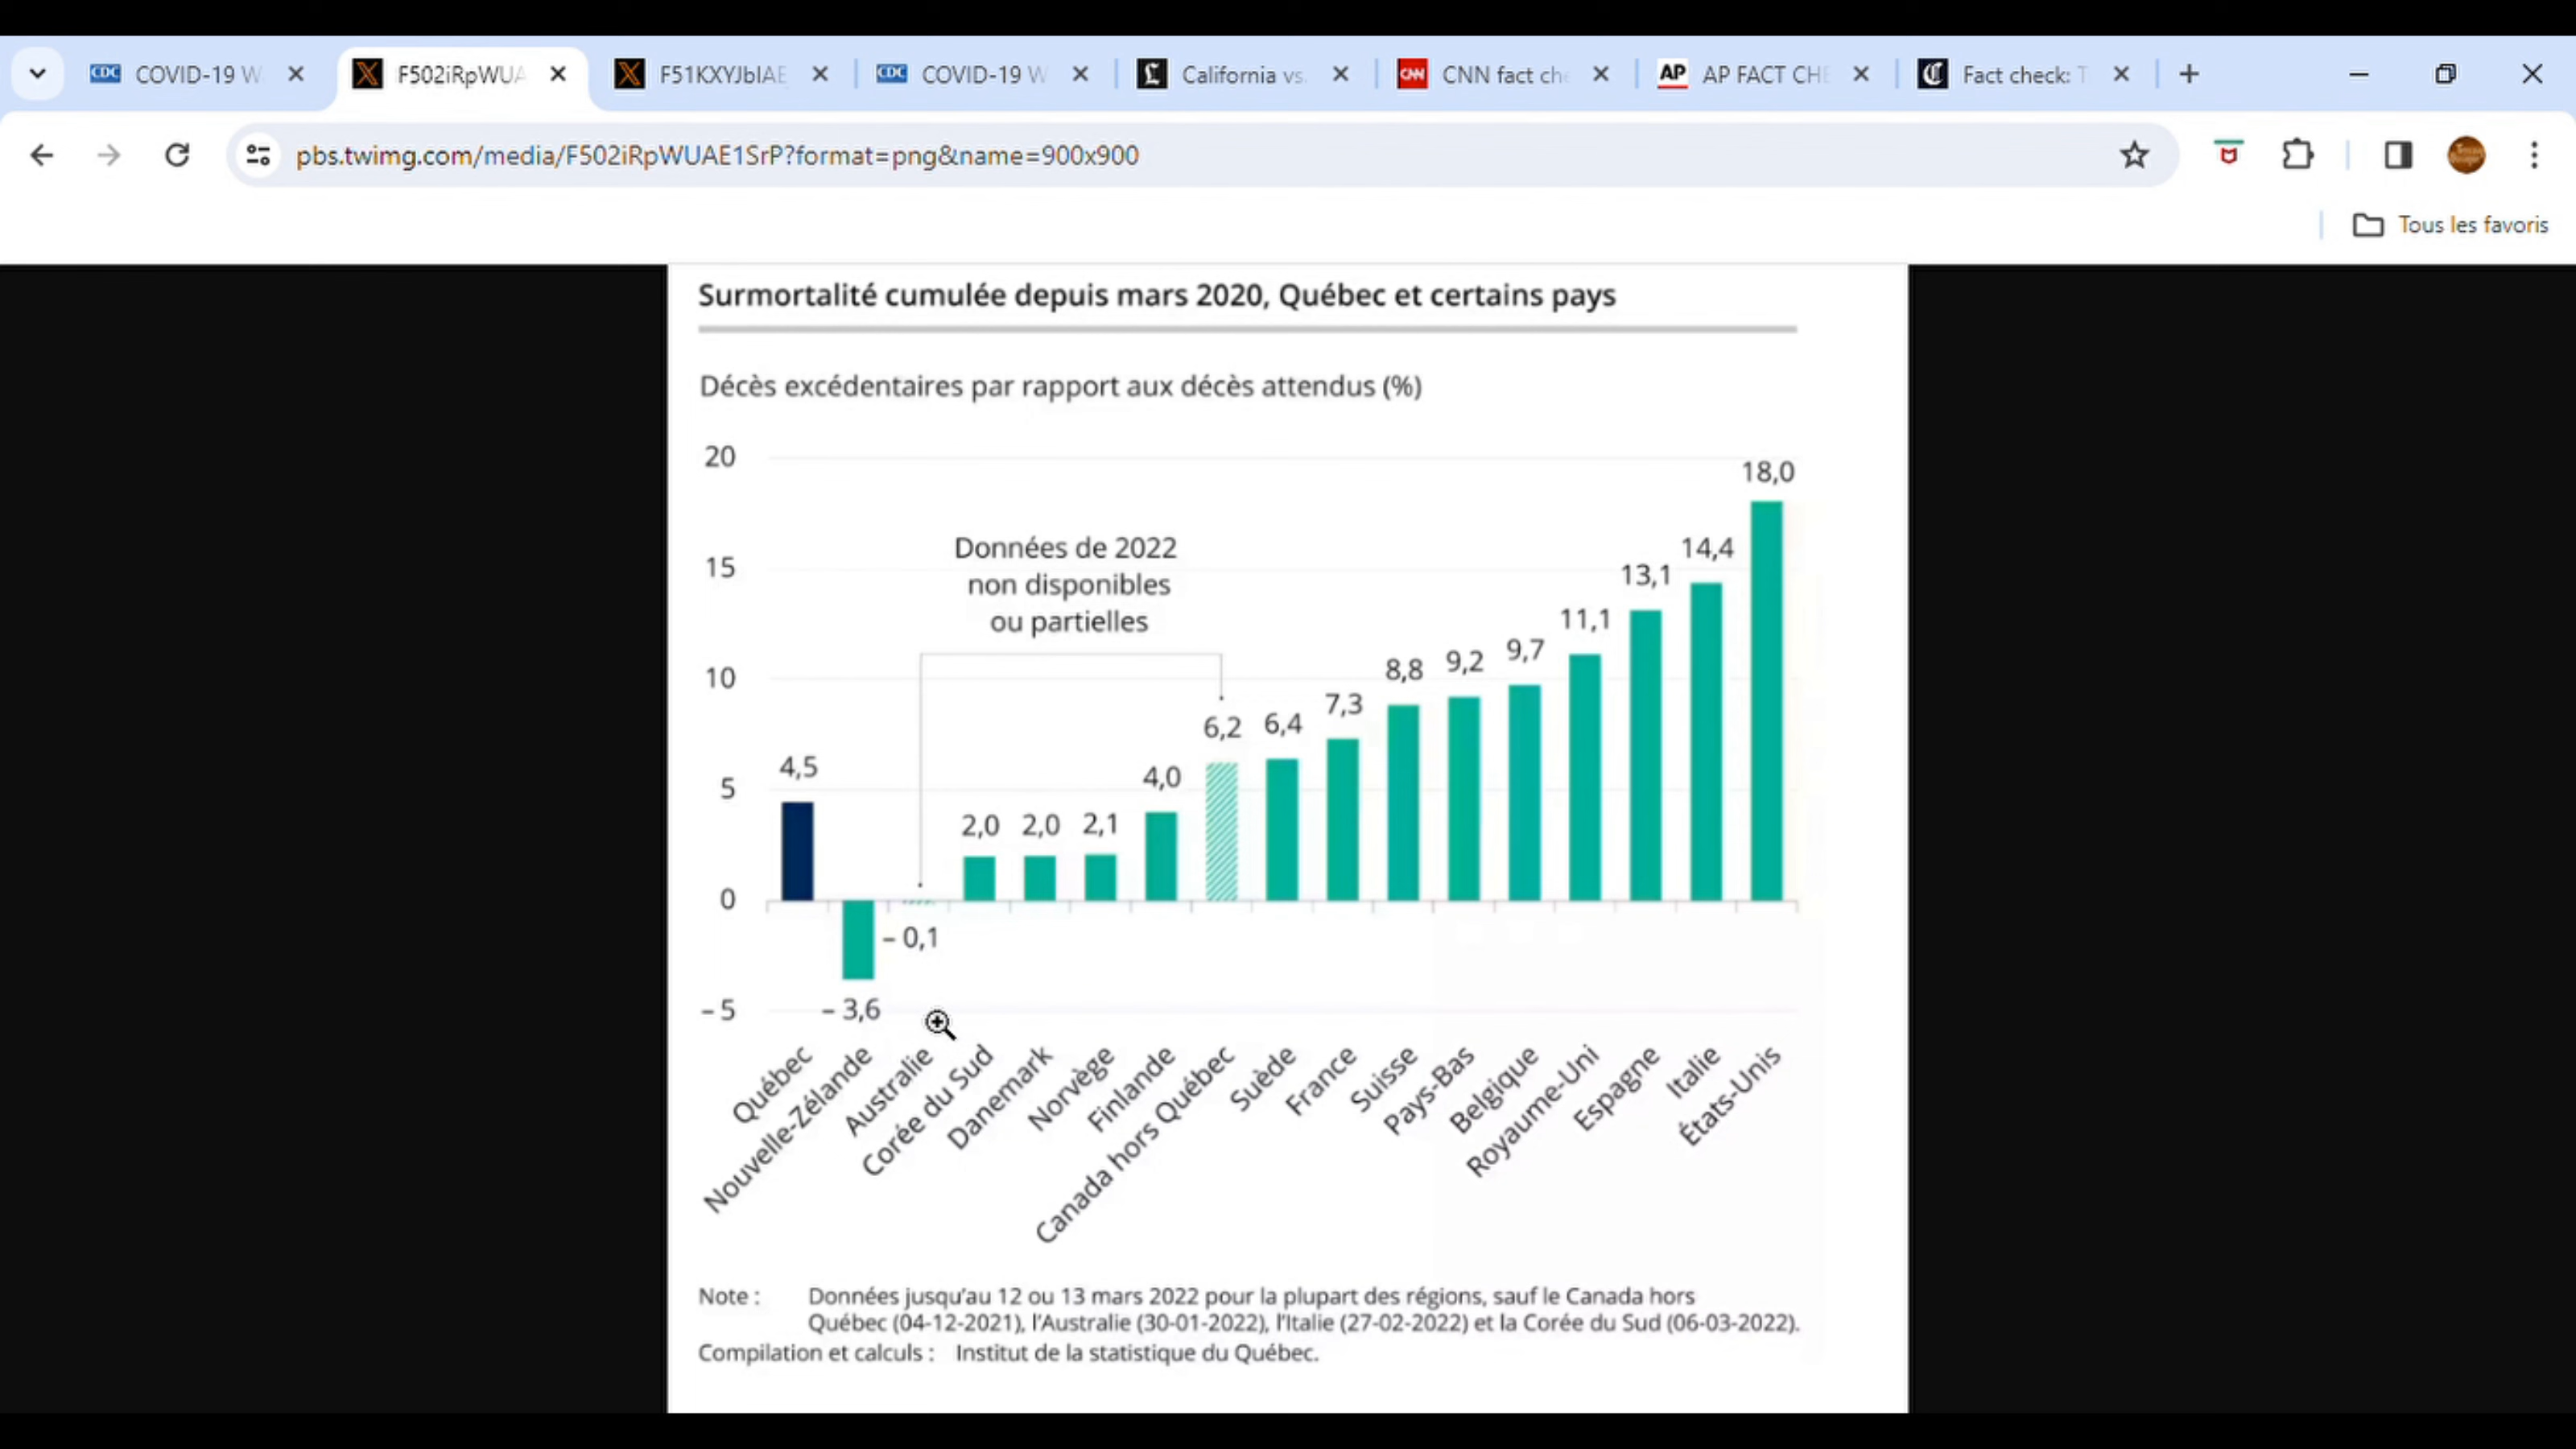 COVID-19 W
F502iRpWUA
F51KXYJbIAE
COVID-19 W
California vs.
CNN fact ch
AP FACT CHE
Fact check: T
pbs.twimg.com/media/F502iRpWUAE1SrP?format=png&name=900x900
Tous les favoris
Surmortalité cumulée depuis mars 2020, Québec et certains pays
Décès excédentaires par rapport aux décès attendus (%)
20
15
10
5
0
– 5
Données de 2022
non disponibles
ou partielles
4,5
– 3,6
– 0,1
2,0
2,0
2,1
4,0
6,2
6,4
7,3
8,8
9,2
9,7
11,1
13,1
14,4
18,0
Québec
Nouvelle-Zélande
Australie
Corée du Sud
Danemark
Norvège
Finlande
Canada hors Québec
Suède
France
Suisse
Pays-Bas
Belgique
Royaume-Uni
Espagne
Italie
États-Unis
Note : Données jusqu'au 12 ou 13 mars 2022 pour la plupart des régions, sauf le Canada hors
Québec (04-12-2021), l'Australie (30-01-2022), l'Italie (27-02-2022) et la Corée du Sud (06-03-2022).
Compilation et calculs : Institut de la statistique du Québec.